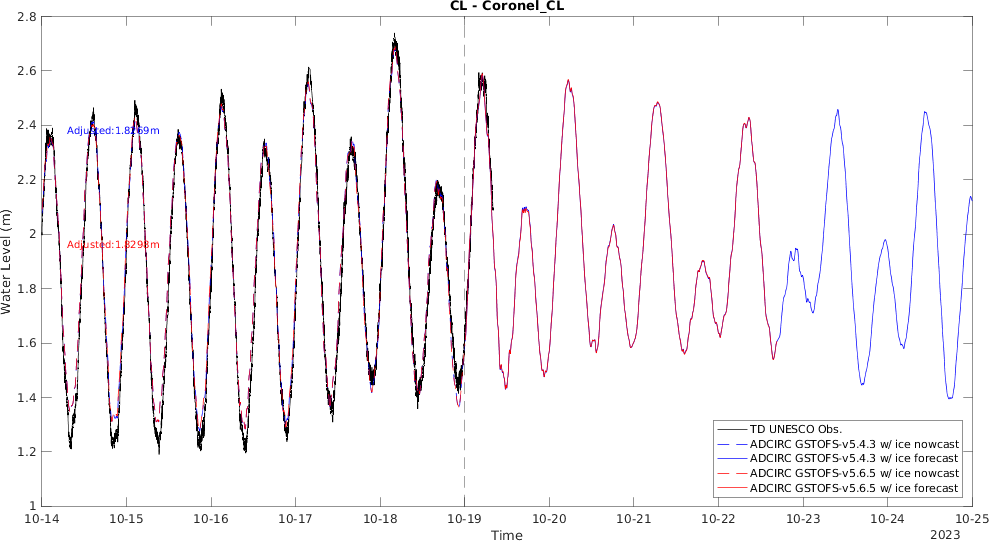 CL - Coronel_CL
2.8
2.6
2.4
2.2
2
1.8
1.6
1.4
1.2
1
Water Level (m)
Adjusted:1.8269m
Adjusted:1.8298m
TD UNESCO Obs.
ADCIRC GSTOFS-v5.4.3 w/ ice nowcast
ADCIRC GSTOFS-v5.4.3 w/ ice forecast
ADCIRC GSTOFS-v5.6.5 w/ ice nowcast
ADCIRC GSTOFS-v5.6.5 w/ ice forecast
10-14 10-15 10-16 10-17 10-18 10-19 10-20 10-21 10-22 10-23 10-24 10-25
Time
2023